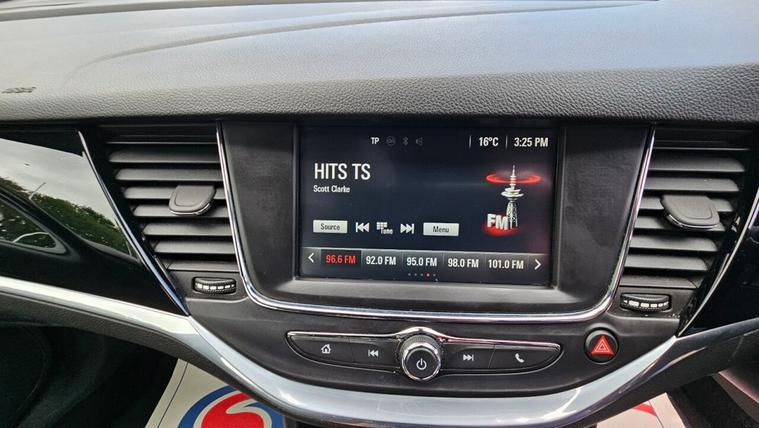 TP 16°C 3:25 PM
HITS TS
Scott Clarke
FM
Source Tune Menu
96.6 FM 92.0 FM 95.0 FM 98.0 FM 101.0 FM